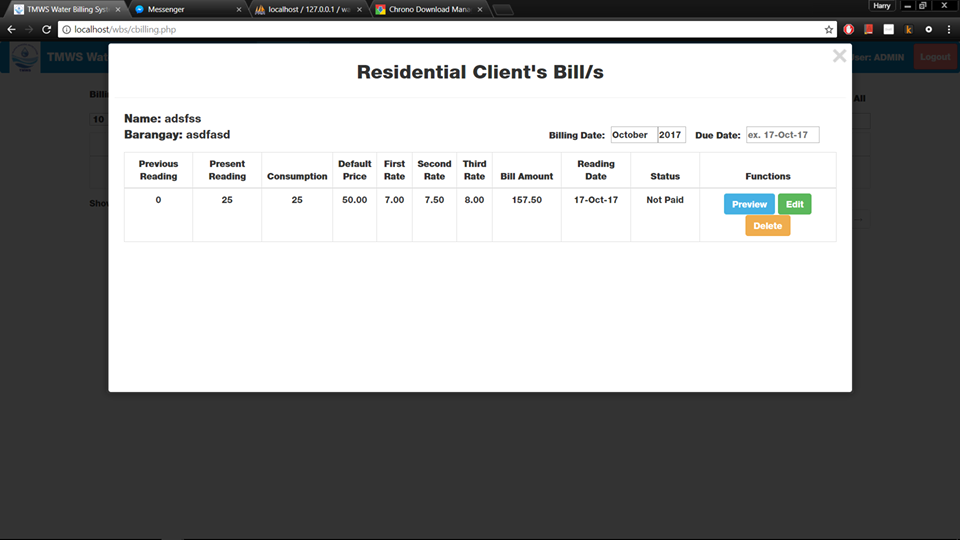 TMWS Water Billing Syst
Messenger
localhost / 127.0.0.1 / wa
Chrono Download Mana
Harry
localhost/wbs/cbilling.php
TMWS Wat
ser: ADMIN
Logout
Residential Client's Bill/s
Billi
All
10
Name: adsfss
Barangay: asdfasd
Billing Date: October 2017 Due Date: ex. 17-Oct-17
Previous Reading Present Reading Consumption Default Price First Rate Second Rate Third Rate Bill Amount Reading Date Status Functions
0 25 25 50.00 7.00 7.50 8.00 157.50 17-Oct-17 Not Paid Preview Edit
Delete
Show